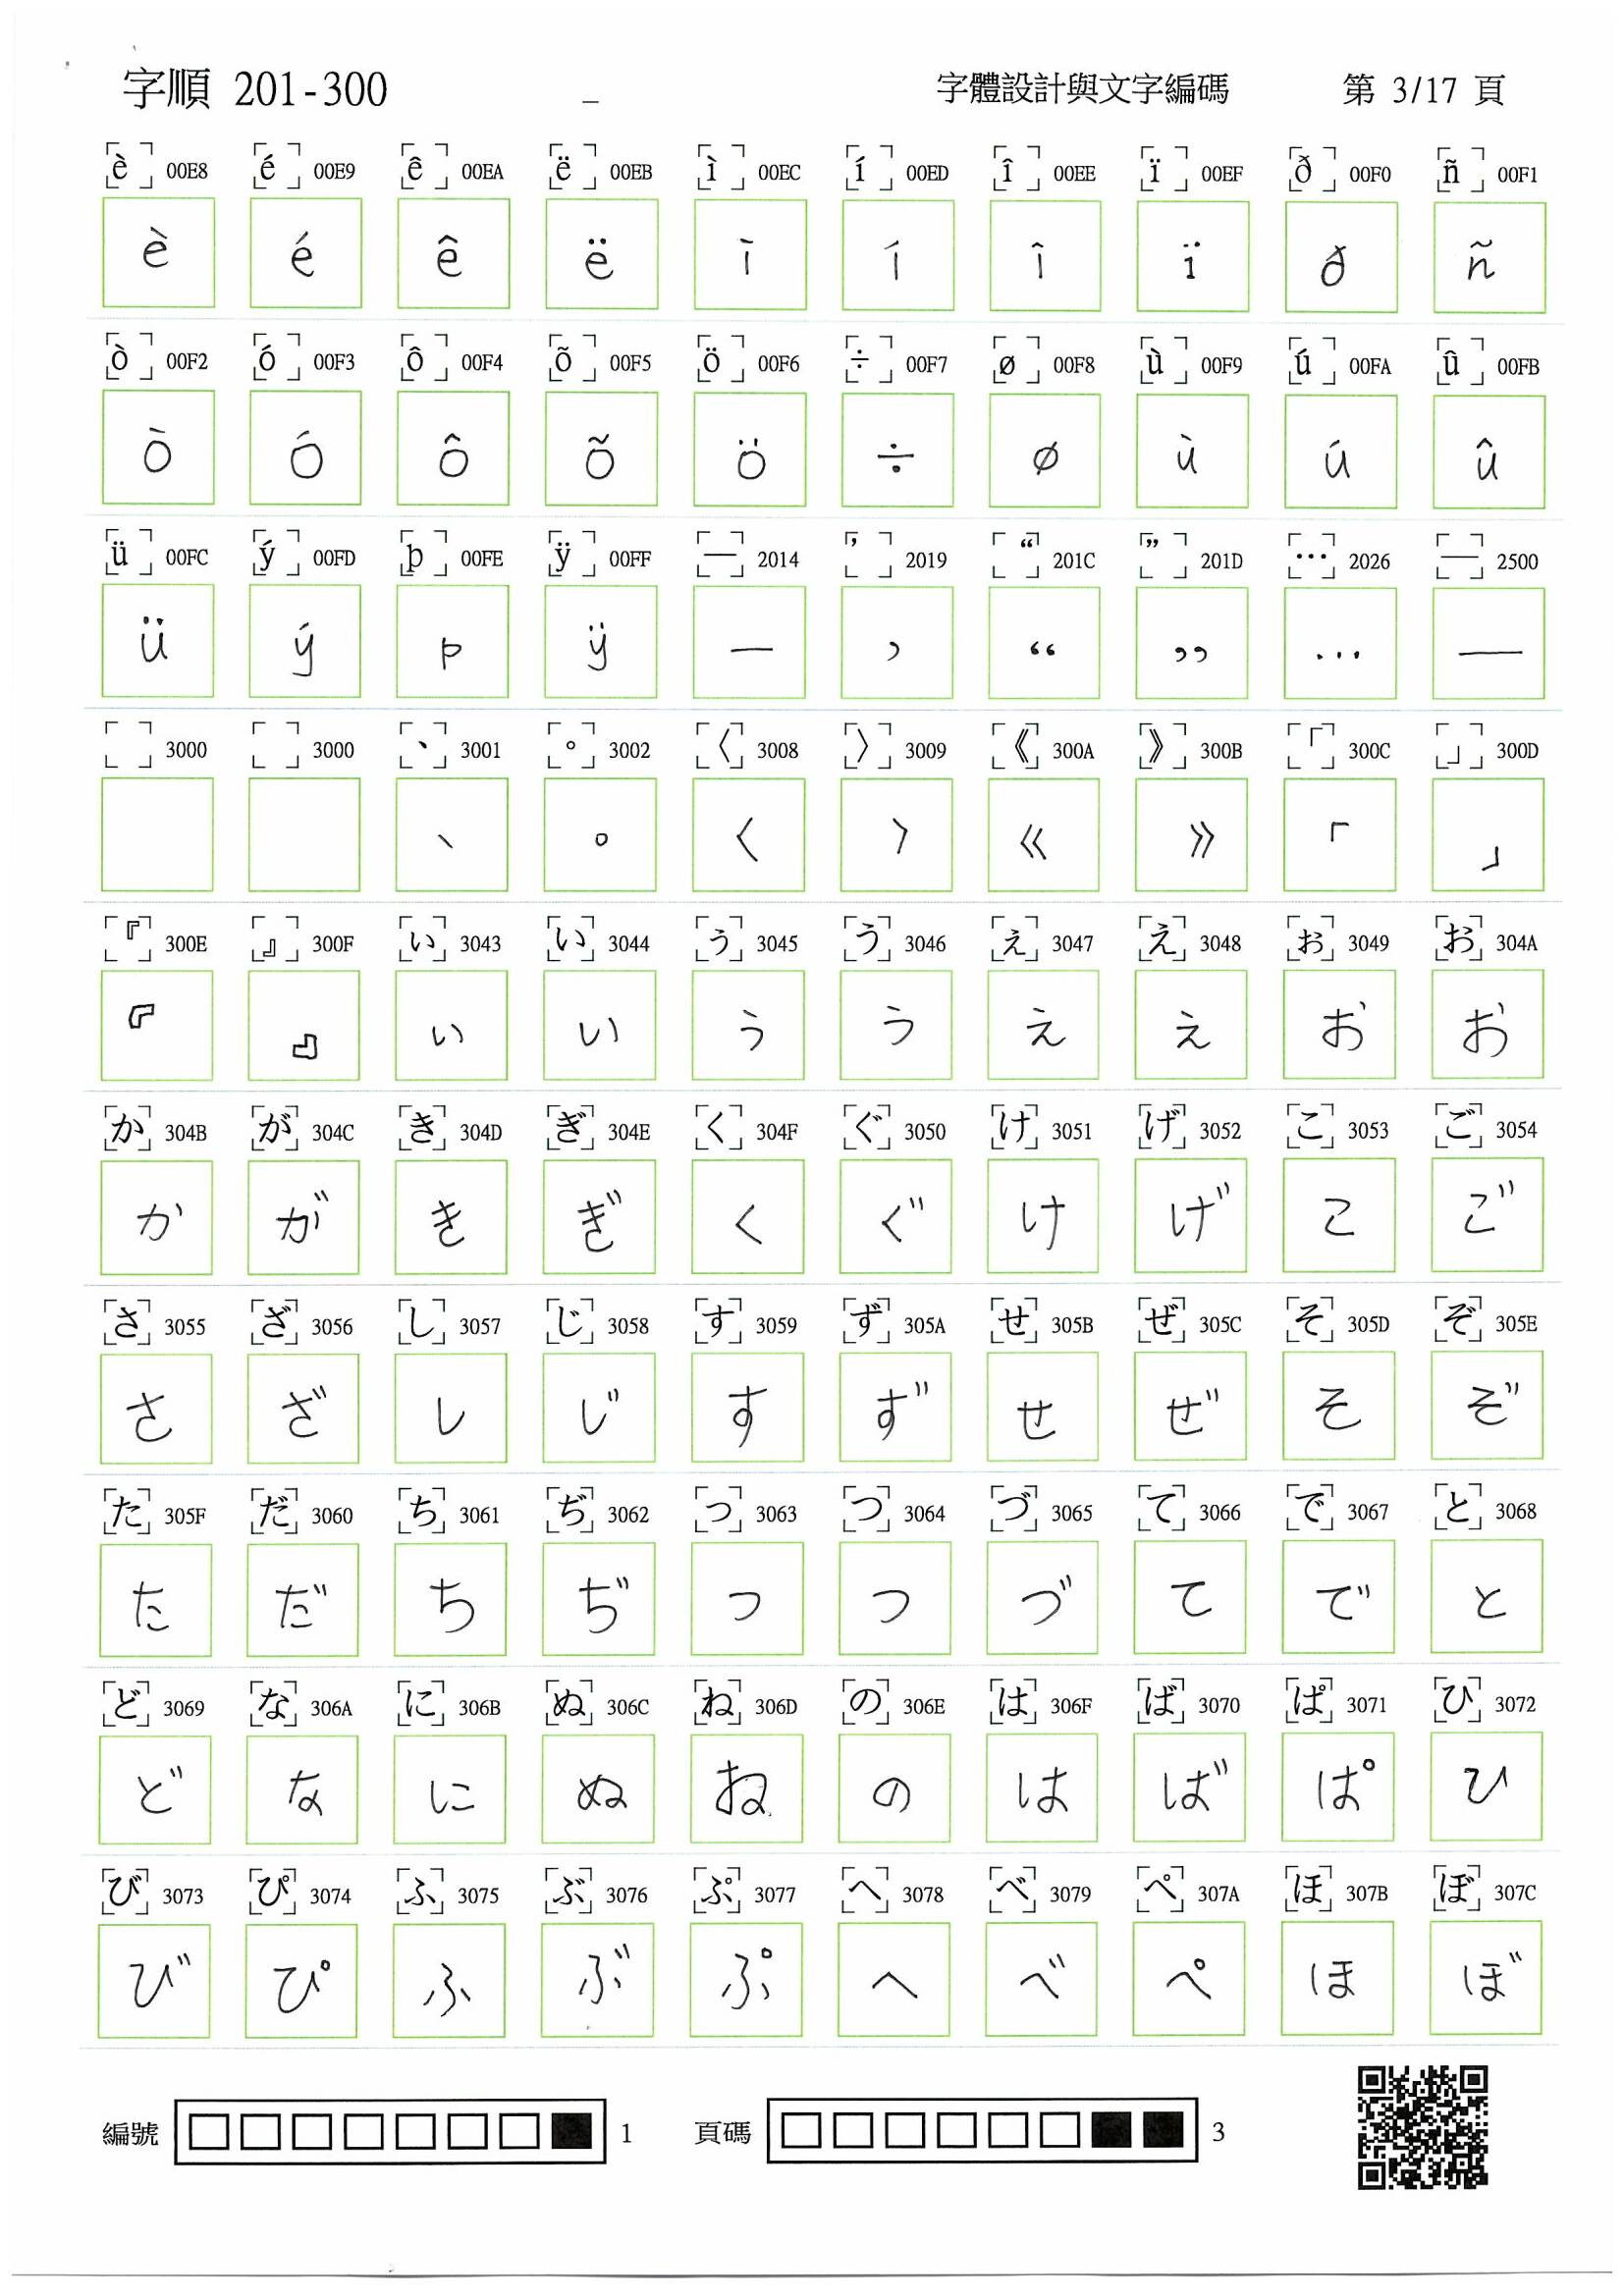 字順 201-300 字體設計與文字編碼 第 3/17 頁
è 00E8 é 00E9 ê 00EA ë 00EB ì 00EC í 00ED î 00EE ï 00EF ð 00F0 ñ 00F1
è é ê ë ì í î ï ð ñ
ò 00F2 ó 00F3 ô 00F4 õ 00F5 ö 00F6 ÷ 00F7 ø 00F8 ù 00F9 ú 00FA û 00FB
ò ó ô õ ö ÷ ø ù ú û
ü 00FC ý 00FD þ 00FE ÿ 00FF — 2014 ’ 2019 “ 201C ” 201D … 2026 ─ 2500
ü ý þ ÿ — ’ “ ” … ─
3000 3000 、 3001 。 3002 〈 3008 〉 3009 《 300A 》 300B 「 300C 」 300D
、 。 〈 〉 《 》 「 」
『 300E 』 300F ぃ 3043 い 3044 ぅ 3045 う 3046 ぇ 3047 え 3048 ぉ 3049 お 304A
『 』 ぃ い ぅ う ぇ え ぉ お
か 304B が 304C き 304D ぎ 304E く 304F ぐ 3050 け 3051 げ 3052 こ 3053 ご 3054
か が き ぎ く ぐ け げ こ ご
さ 3055 ざ 3056 し 3057 じ 3058 す 3059 ず 305A せ 305B ぜ 305C そ 305D ぞ 305E
さ ざ し じ す ず せ ぜ そ ぞ
た 305F だ 3060 ち 3061 ぢ 3062 っ 3063 つ 3064 づ 3065 て 3066 で 3067 と 3068
た だ ち ぢ っ つ づ て で と
ど 3069 な 306A に 306B ぬ 306C ね 306D の 306E は 306F ば 3070 ぱ 3071 ひ 3072
ど な に ぬ ね の は ば ぱ ひ
び 3073 ぴ 3074 ふ 3075 ぶ 3076 ぷ 3077 へ 3078 べ 3079 ぺ 307A ほ 307B ぼ 307C
び ぴ ふ ぶ ぷ へ べ ぺ ほ ぼ
編號 1 頁碼 3